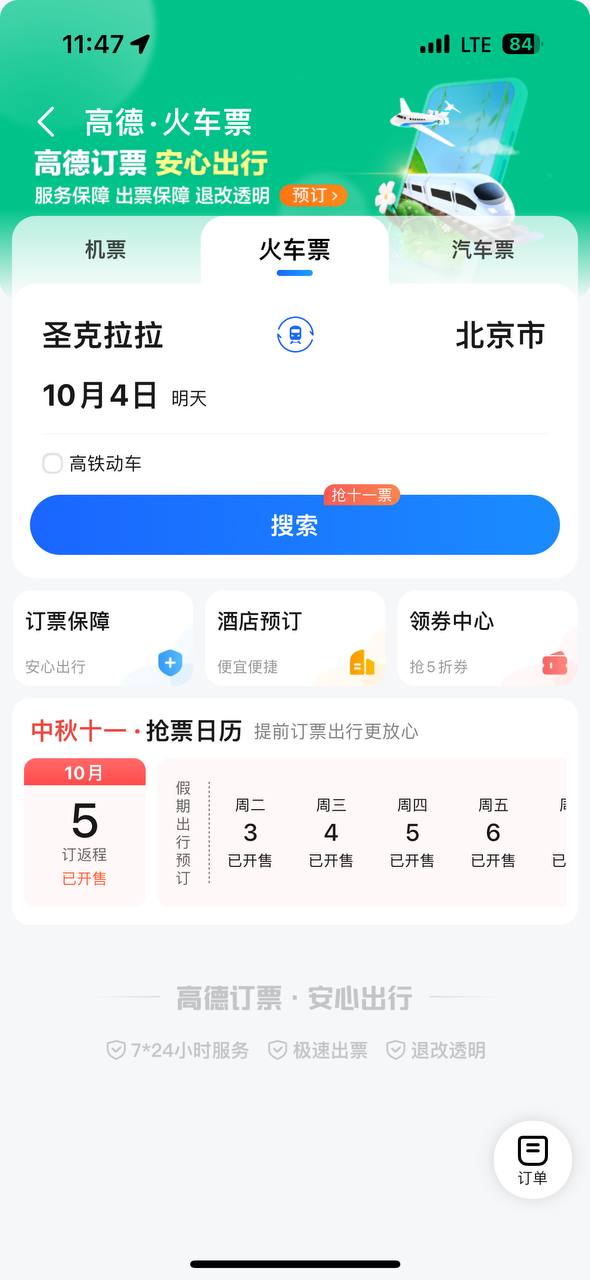 11:47 LTE 84
高德·火车票
高德订票 安心出行
服务保障 出票保障 退改透明 预订
机票 火车票 汽车票
圣克拉拉 北京市
10月4日 明天
高铁动车
抢十一票
搜索
订票保障 酒店预订 领券中心
安心出行 便宜便捷 抢5折券
中秋十一·抢票日历 提前订票出行更放心
10月
5
订返程
已开售
假期出行预订
周二 周三 周四 周五
3 4 5 6
已开售 已开售 已开售 已开售 已
高德订票·安心出行
7*24小时服务 极速出票 退改透明
订单